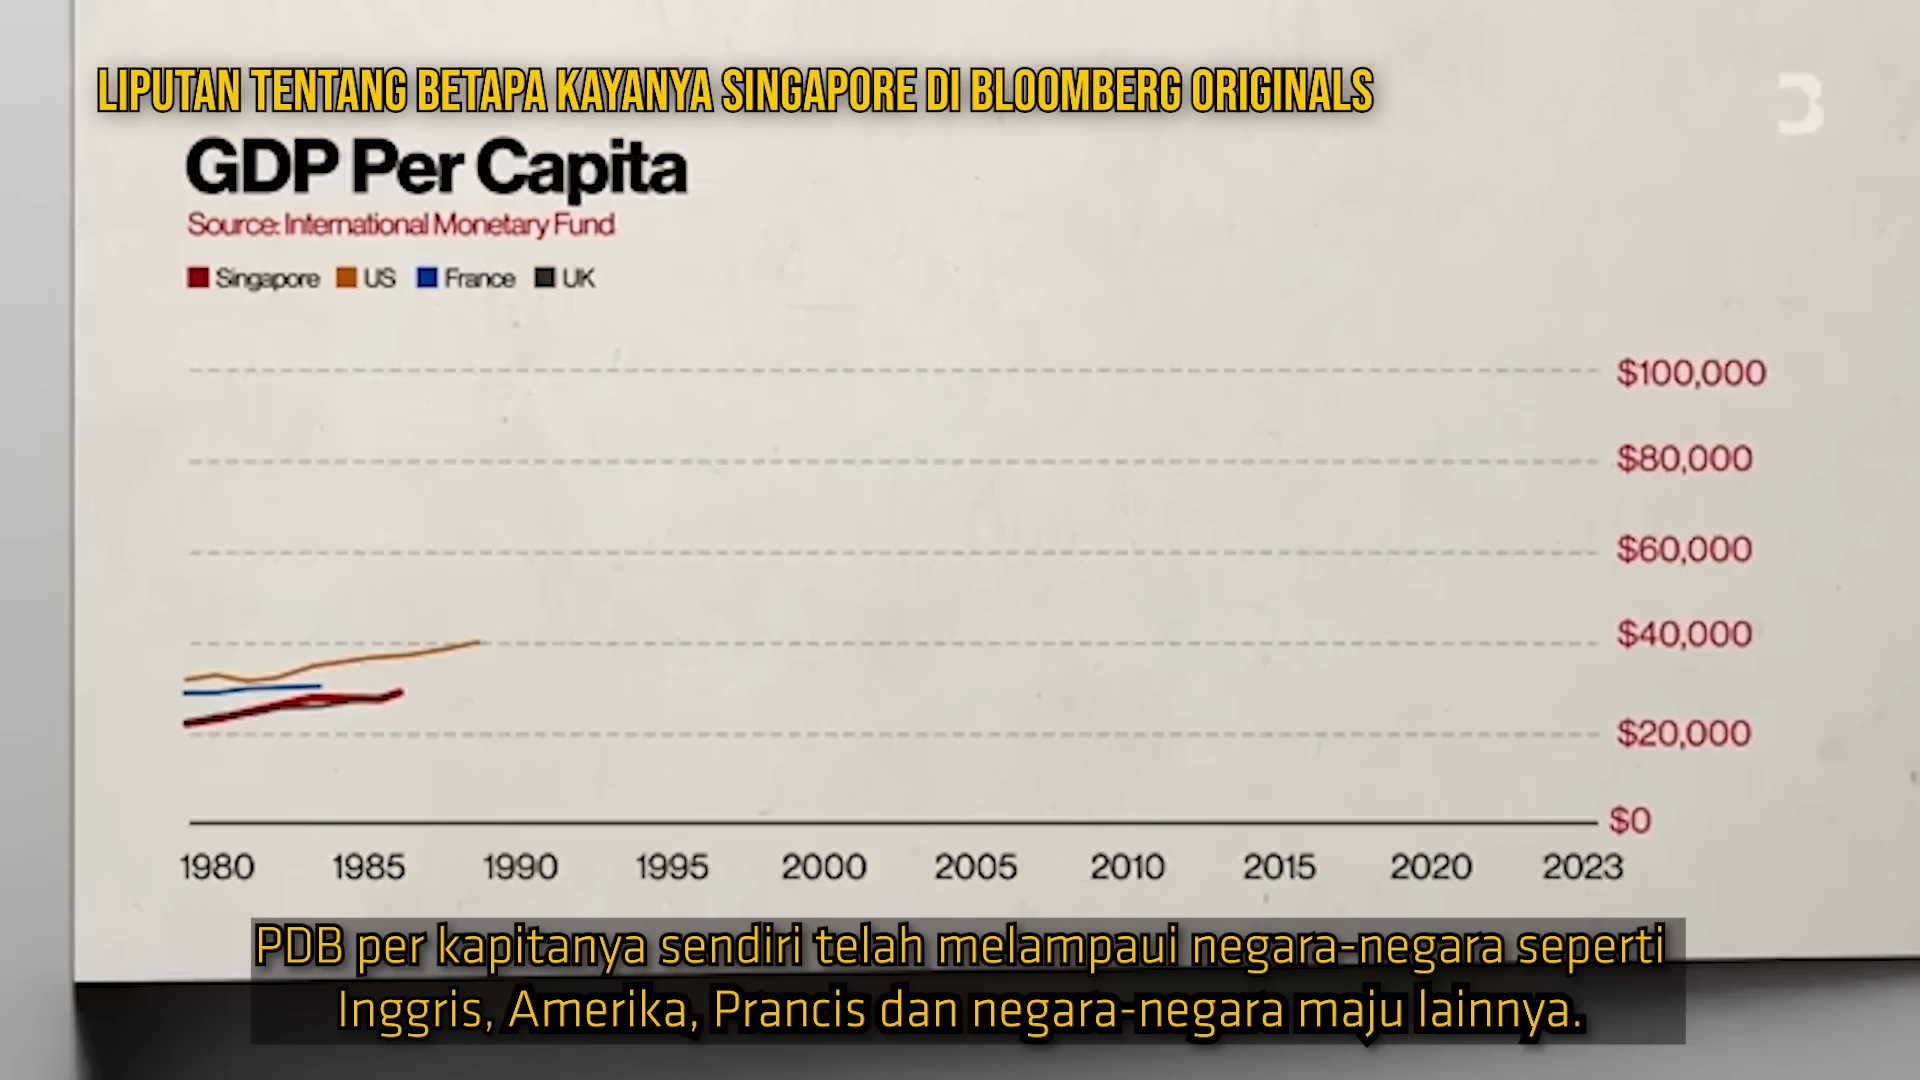 LIPUTAN TENTANG BETAPA KAYANYA SINGAPORE DI BLOOMBERG ORIGINALS
GDP Per Capita
Source: International Monetary Fund
Singapore US France UK
$100,000
$80,000
$60,000
$40,000
$20,000
$0
1980 1985 1990 1995 2000 2005 2010 2015 2020 2023
PDB per kapitanya sendiri telah melampaui negara-negara seperti
Inggris, Amerika, Prancis dan negara-negara maju lainnya.